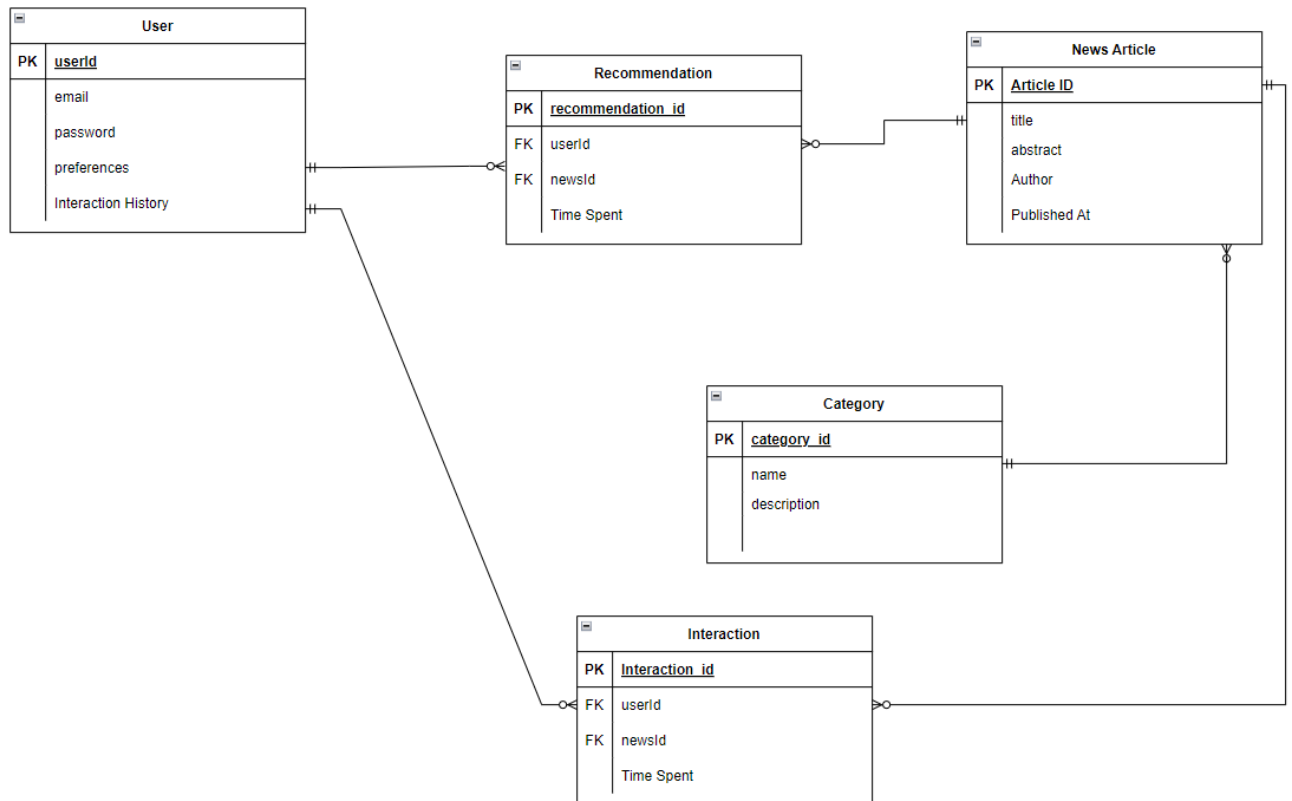 User
PK userId
email
password
preferences
Interaction History
Recommendation
PK recommendation_id
FK userId
FK newsId
Time Spent
News Article
PK Article ID
title
abstract
Author
Published At
Category
PK category_id
name
description
Interaction
PK Interaction_id
FK userId
FK newsId
Time Spent